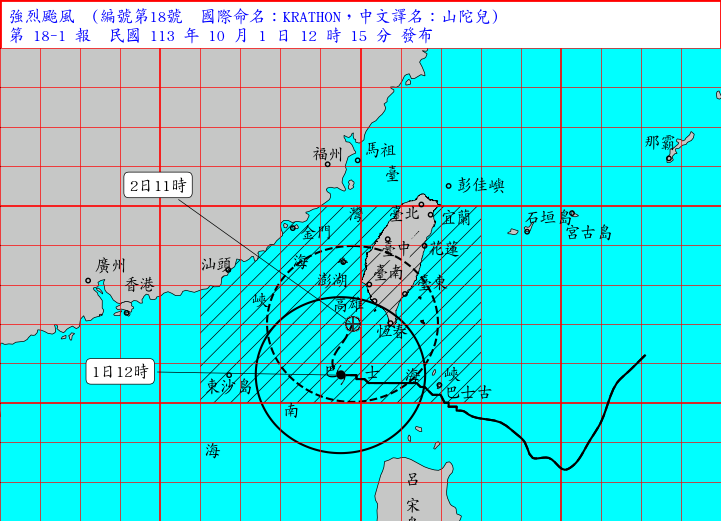 強烈颱風 (編號第18號 國際命名：KRATHON，中文譯名：山陀兒)
第 18-1 報 民國 113 年 10 月 1 日 12 時 15 分 發布
那霸
福州
馬祖
臺
2日11時
彭佳嶼
灣
臺北
宜蘭
石垣島
宮古島
金門
臺中
花蓮
廣州
汕頭
海
澎湖
臺南
臺東
香港
峽
高雄
恆春
1日12時
巴
士
海
峽
東沙島
巴士古
南
海
呂
宋
島